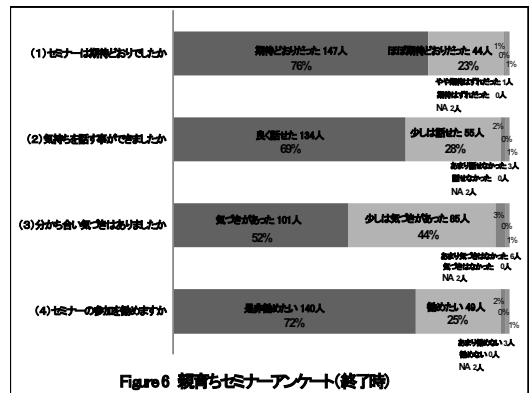 (1)セミナーは期待どおりでしたか
期待どおりだった 147人
76%
ほぼ期待どおりだった 44人
23%
1%
0%
1%
やや期待はずれだった 1人
期待はずれだった 0人
NA 2人
(2)気持ちを話す事ができましたか
良く話せた 134人
69%
少しは話せた 55人
28%
2%
0%
1%
あまり話せなかった 3人
話せなかった 0人
NA 2人
(3)分かち合い気づきはありましたか
気づきがあった 101人
52%
少しは気づきがあった 85人
44%
3%
0%
1%
あまり気づきはなかった 6人
気づきはなかった 0人
NA 2人
(4)セミナーの参加を勧めますか
是非勧めたい 140人
72%
勧めたい 49人
25%
2%
0%
1%
あまり勧めない 3人
勧めない 0人
NA 2人
Figure 6 親育ちセミナーアンケート(終了時)